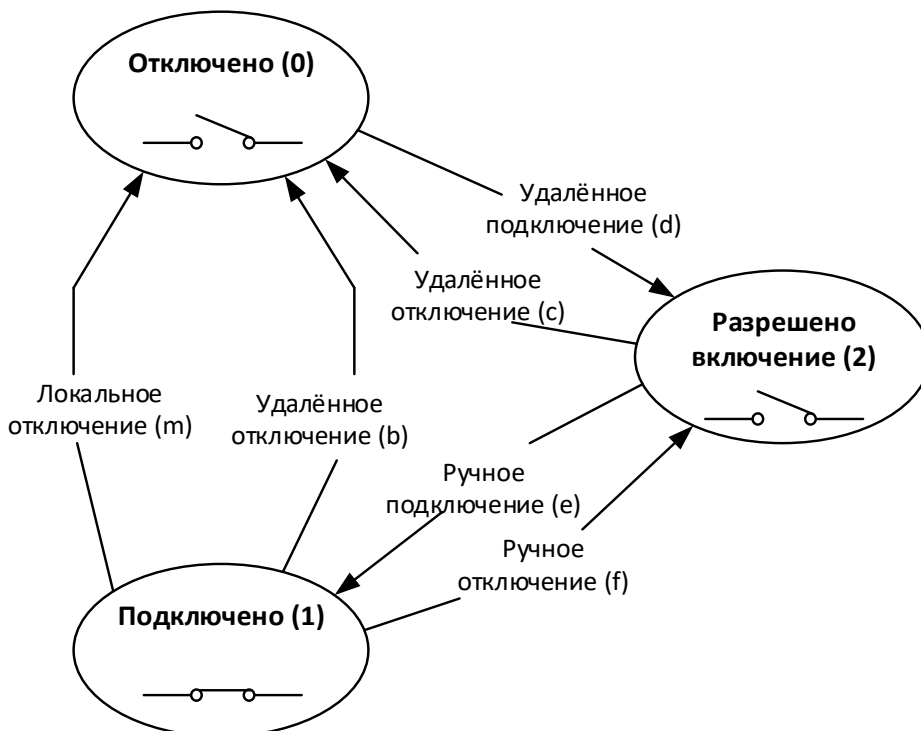 Отключено (0)
Удалённое
подключение (d)
Удалённое
отключение (c)
Разрешено
включение (2)
Локальное
отключение (m)
Удалённое
отключение (b)
Ручное
подключение (e)
Ручное
отключение (f)
Подключено (1)